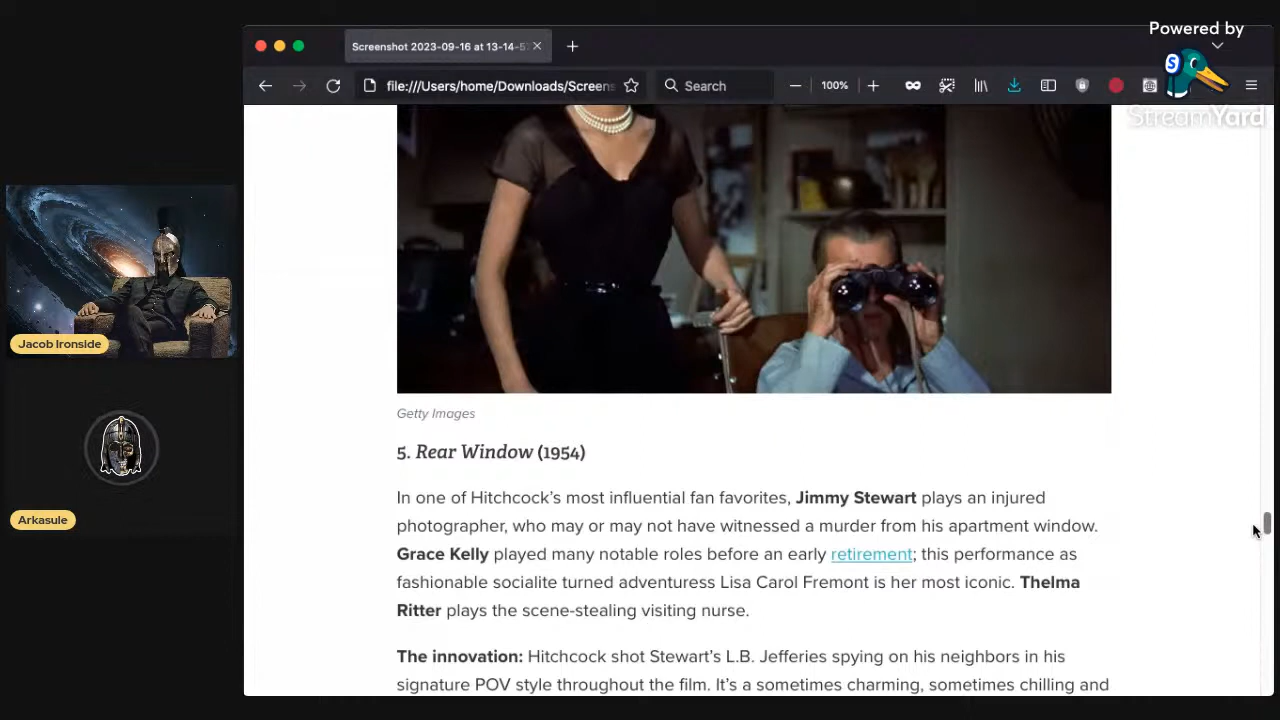 Powered by
StreamYard
Screenshot 2023-09-16 at 13-14-5
file:///Users/home/Downloads/Screens
Search
100%
Jacob Ironside
Arkasule
Getty Images
5. Rear Window (1954)
In one of Hitchcock’s most influential fan favorites, Jimmy Stewart plays an injured
photographer, who may or may not have witnessed a murder from his apartment window.
Grace Kelly played many notable roles before an early retirement; this performance as
fashionable socialite turned adventuress Lisa Carol Fremont is her most iconic. Thelma
Ritter plays the scene-stealing visiting nurse.
The innovation: Hitchcock shot Stewart’s L.B. Jefferies spying on his neighbors in his
signature POV style throughout the film. It’s a sometimes charming, sometimes chilling and